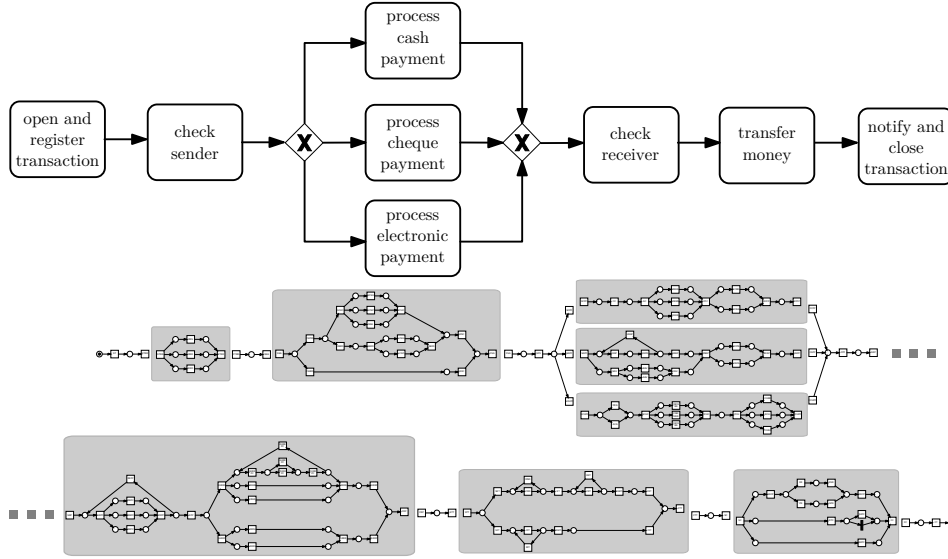 process
cash
payment
open and
register
transaction
check
sender
X
process
cheque
payment
X
check
receiver
transfer
money
notify and
close
transaction
process
electronic
payment